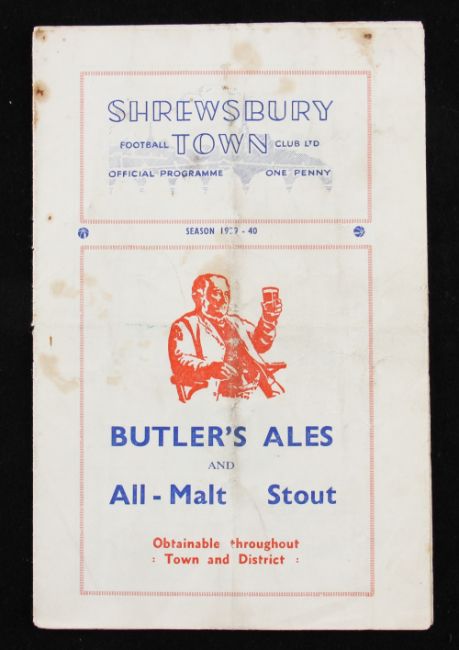 SHREWSBURY
FOOTBALL TOWN CLUB LTD
OFFICIAL PROGRAMME ONE PENNY
SEASON 1939 - 40
BUTLER'S ALES
AND
All - Malt Stout
Obtainable throughout
: Town and District :